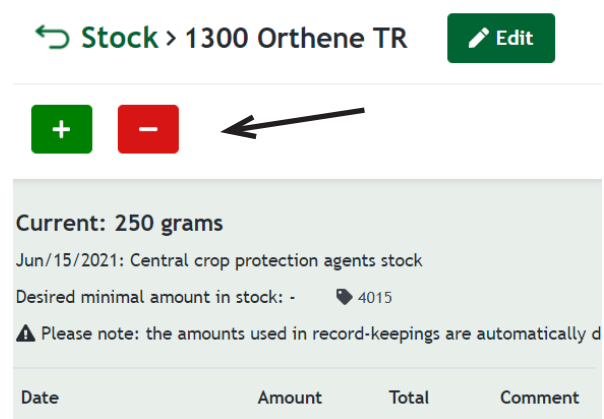 Stock > 1300 Orthene TR Edit
+ −
Current: 250 grams
Jun/15/2021: Central crop protection agents stock
Desired minimal amount in stock: - 4015
Please note: the amounts used in record-keepings are automatically d
Date Amount Total Comment